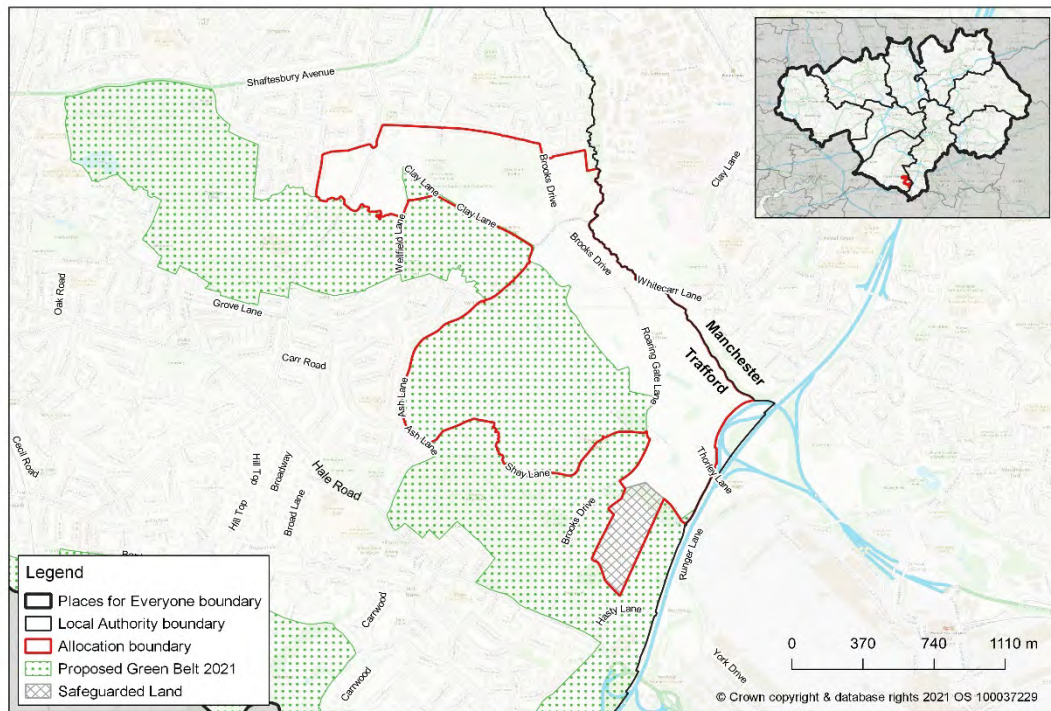 Shaftesbury Avenue
Clay Lane
Brooks Drive
Clay Lane
Clay Lane
Wellfield Lane
Brooks Drive
Whitecarr Lane
Oak Road
Grove Lane
Roaring Gate Lane
Manchester
Trafford
Carr Road
Ash Lane
Ash Lane
Cecil Road
Hill Top
Broadway
Hale Road
Hill Top
Broad Lane
Shay Lane
Thorley Lane
Brooks Drive
Runger Lane
Hasty Lane
Carrwood
Carrwood
York Drive
Legend
Places for Everyone boundary
Local Authority boundary
Allocation boundary
Proposed Green Belt 2021
Safeguarded Land
0 370 740 1110 m
© Crown copyright & database rights 2021 OS 100037229